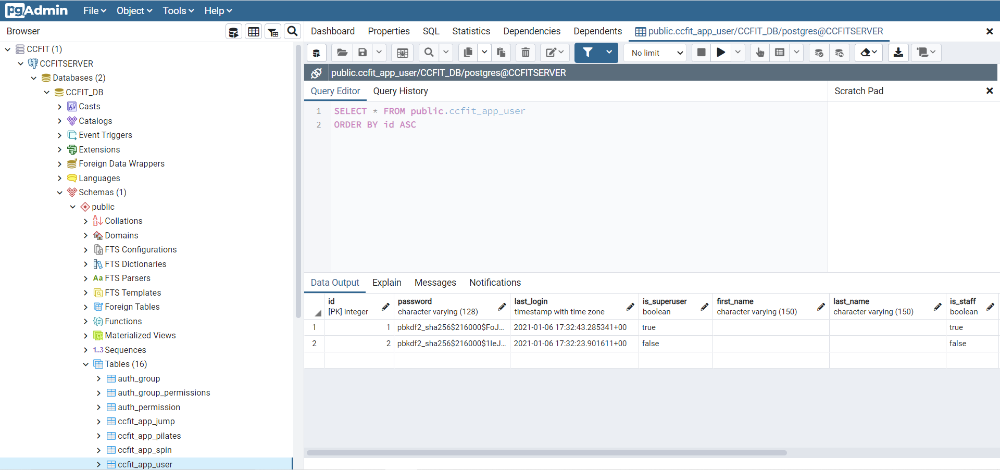 pgAdmin File Object Tools Help
Browser
Dashboard Properties SQL Statistics Dependencies Dependents public.ccfit_app_user/CCFIT_DB/postgres@CCFITSERVER
No limit
public.ccfit_app_user/CCFIT_DB/postgres@CCFITSERVER
Query Editor Query History
Scratch Pad
1 SELECT * FROM public.ccfit_app_user
2 ORDER BY id ASC
CCFIT (1)
CCFITSERVER
Databases (2)
CCFIT_DB
Casts
Catalogs
Event Triggers
Extensions
Foreign Data Wrappers
Languages
Schemas (1)
public
Collations
Domains
FTS Configurations
FTS Dictionaries
Aa FTS Parsers
FTS Templates
Foreign Tables
Functions
Materialized Views
1..3 Sequences
Tables (16)
auth_group
auth_group_permissions
auth_permission
ccfit_app_jump
ccfit_app_pilates
ccfit_app_spin
ccfit_app_user
Data Output Explain Messages Notifications
id password last_login is_superuser first_name last_name is_staff
[PK] integer character varying (128) timestamp with time zone boolean character varying (150) character varying (150) boolean
1 1 pbkdf2_sha256$216000$FoJ... 2021-01-06 17:32:43.285341+00 true true
2 2 pbkdf2_sha256$216000$1IeJ... 2021-01-06 17:32:23.901611+00 false false